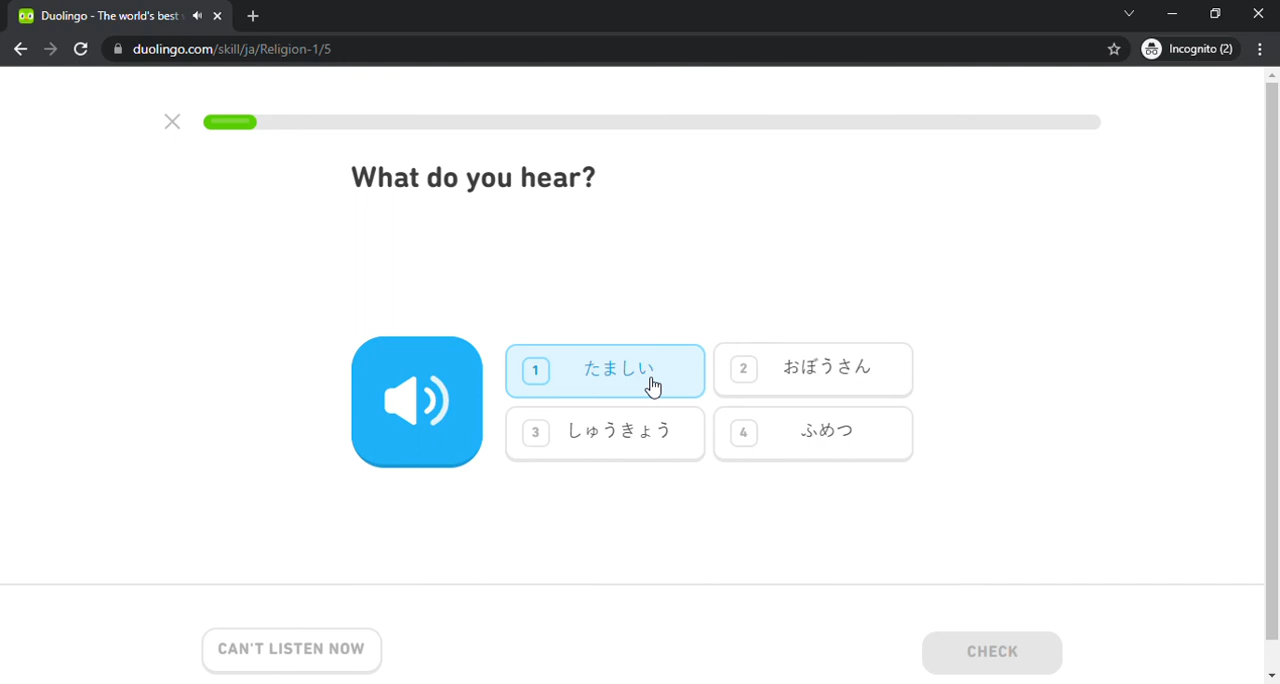 Duolingo - The world's best
duolingo.com/skill/ja/Religion-1/5
Incognito (2)
What do you hear?
1 たましい
2 おぼうさん
3 しゅうきょう
4 ふめつ
CAN'T LISTEN NOW
CHECK